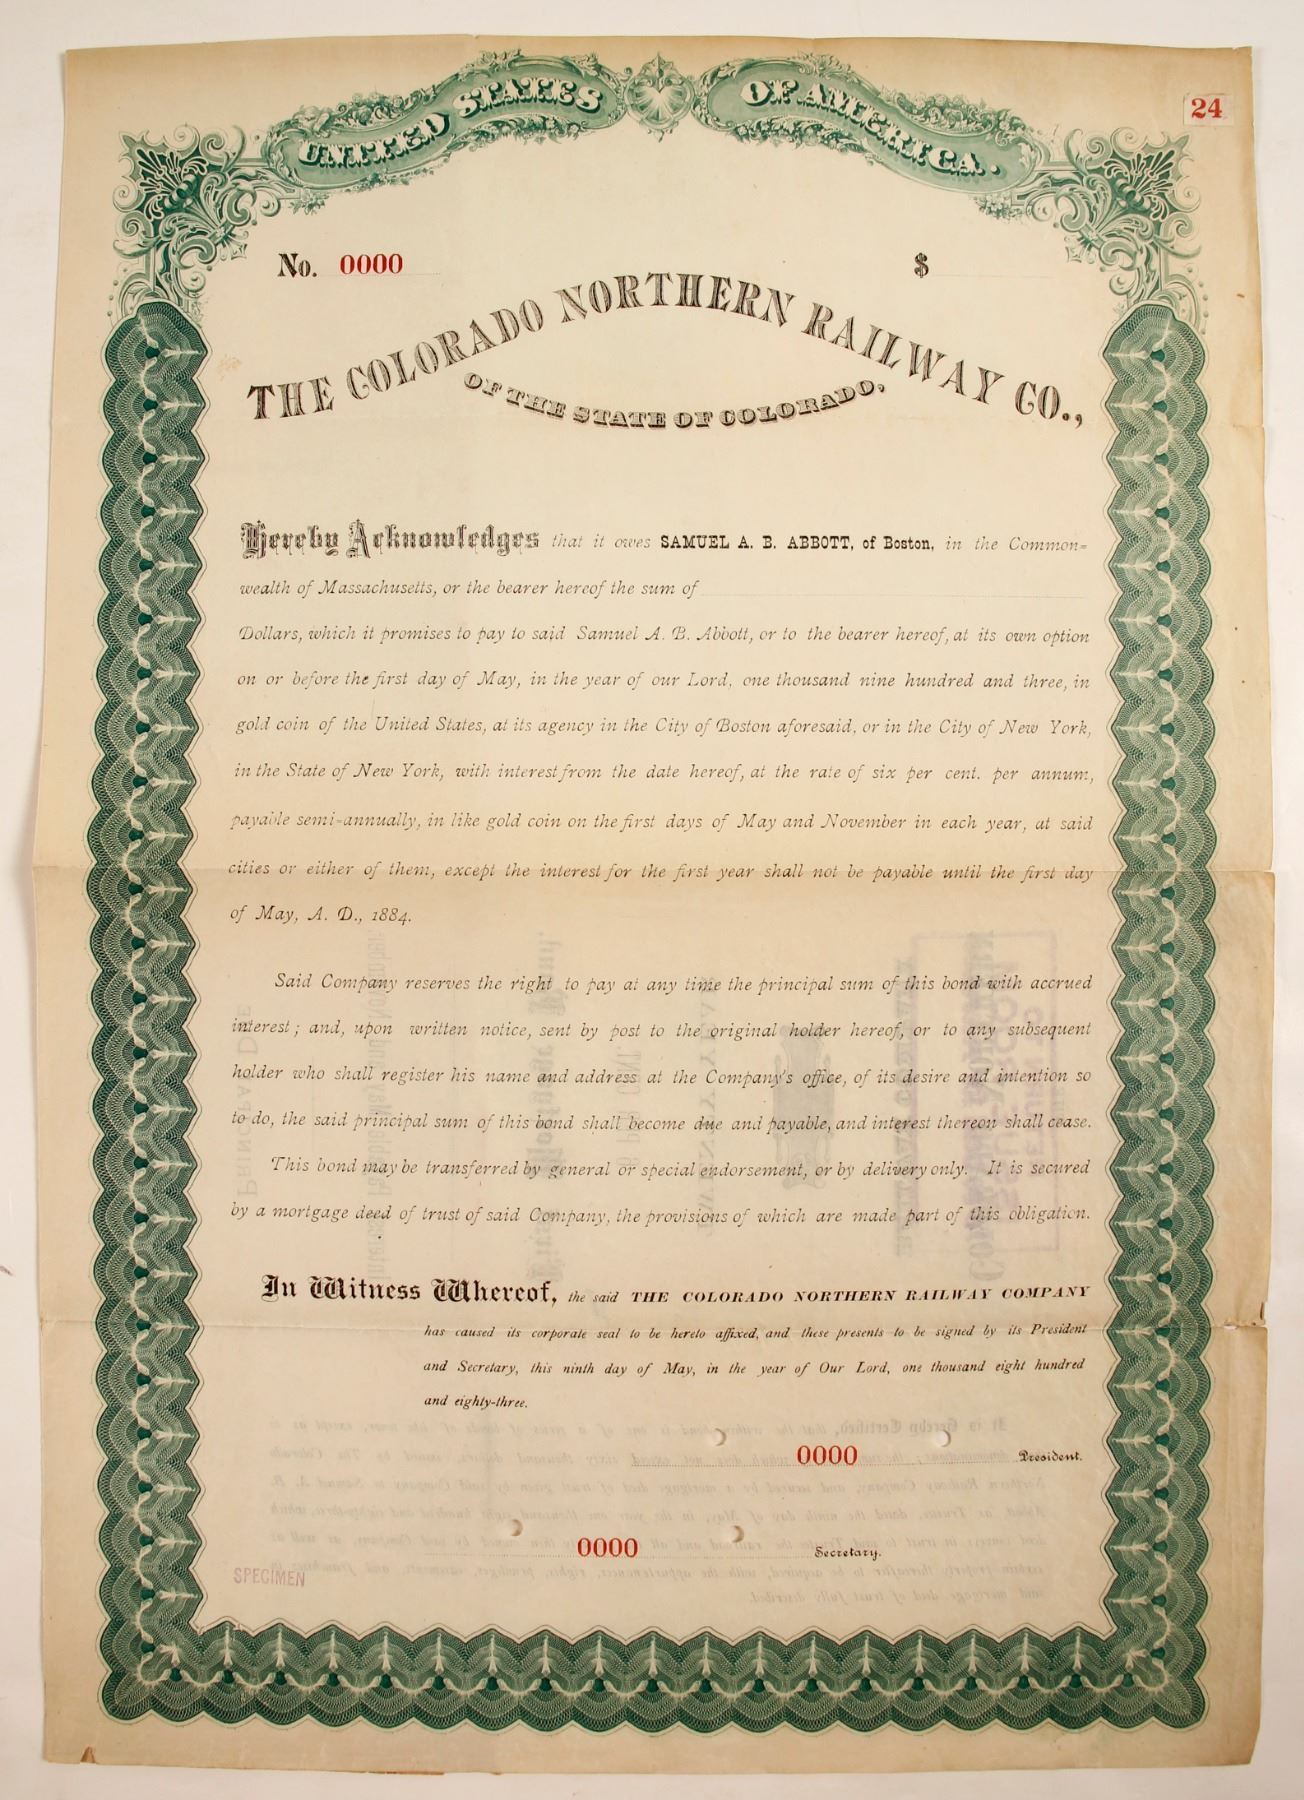 UNITED STATES OF AMERICA.
24
No. 0000 $
THE COLORADO NORTHERN RAILWAY CO.,
OF THE STATE OF COLORADO,
Hereby Acknowledges that it owes SAMUEL A. B. ABBOTT, of Boston, in the Common-
wealth of Massachusetts, or the bearer hereof the sum of
Dollars, which it promises to pay to said Samuel A. B. Abbott, or to the bearer hereof, at its own option
on or before the first day of May, in the year of our Lord, one thousand nine hundred and three, in
gold coin of the United States, at its agency in the City of Boston aforesaid, or in the City of New York,
in the State of New York, with interest from the date hereof, at the rate of six per cent. per annum,
payable semi-annually, in like gold coin on the first days of May and November in each year, at said
cities or either of them, except the interest for the first year shall not be payable until the first day
of May, A. D., 1884.
Said Company reserves the right to pay at any time the principal sum of this bond with accrued
interest; and, upon written notice, sent by post to the original holder hereof, or to any subsequent
holder who shall register his name and address at the Company's office, of its desire and intention so
to do, the said principal sum of this bond shall become due and payable, and interest thereon shall cease.
This bond may be transferred by general or special endorsement, or by delivery only. It is secured
by a mortgage deed of trust of said Company, the provisions of which are made part of this obligation.
In Witness Whereof, the said THE COLORADO NORTHERN RAILWAY COMPANY
has caused its corporate seal to be hereto affixed, and these presents to be signed by its President
and Secretary, this ninth day of May, in the year of Our Lord, one thousand eight hundred
and eighty-three.
0000 President.
0000 Secretary.
SPECIMEN